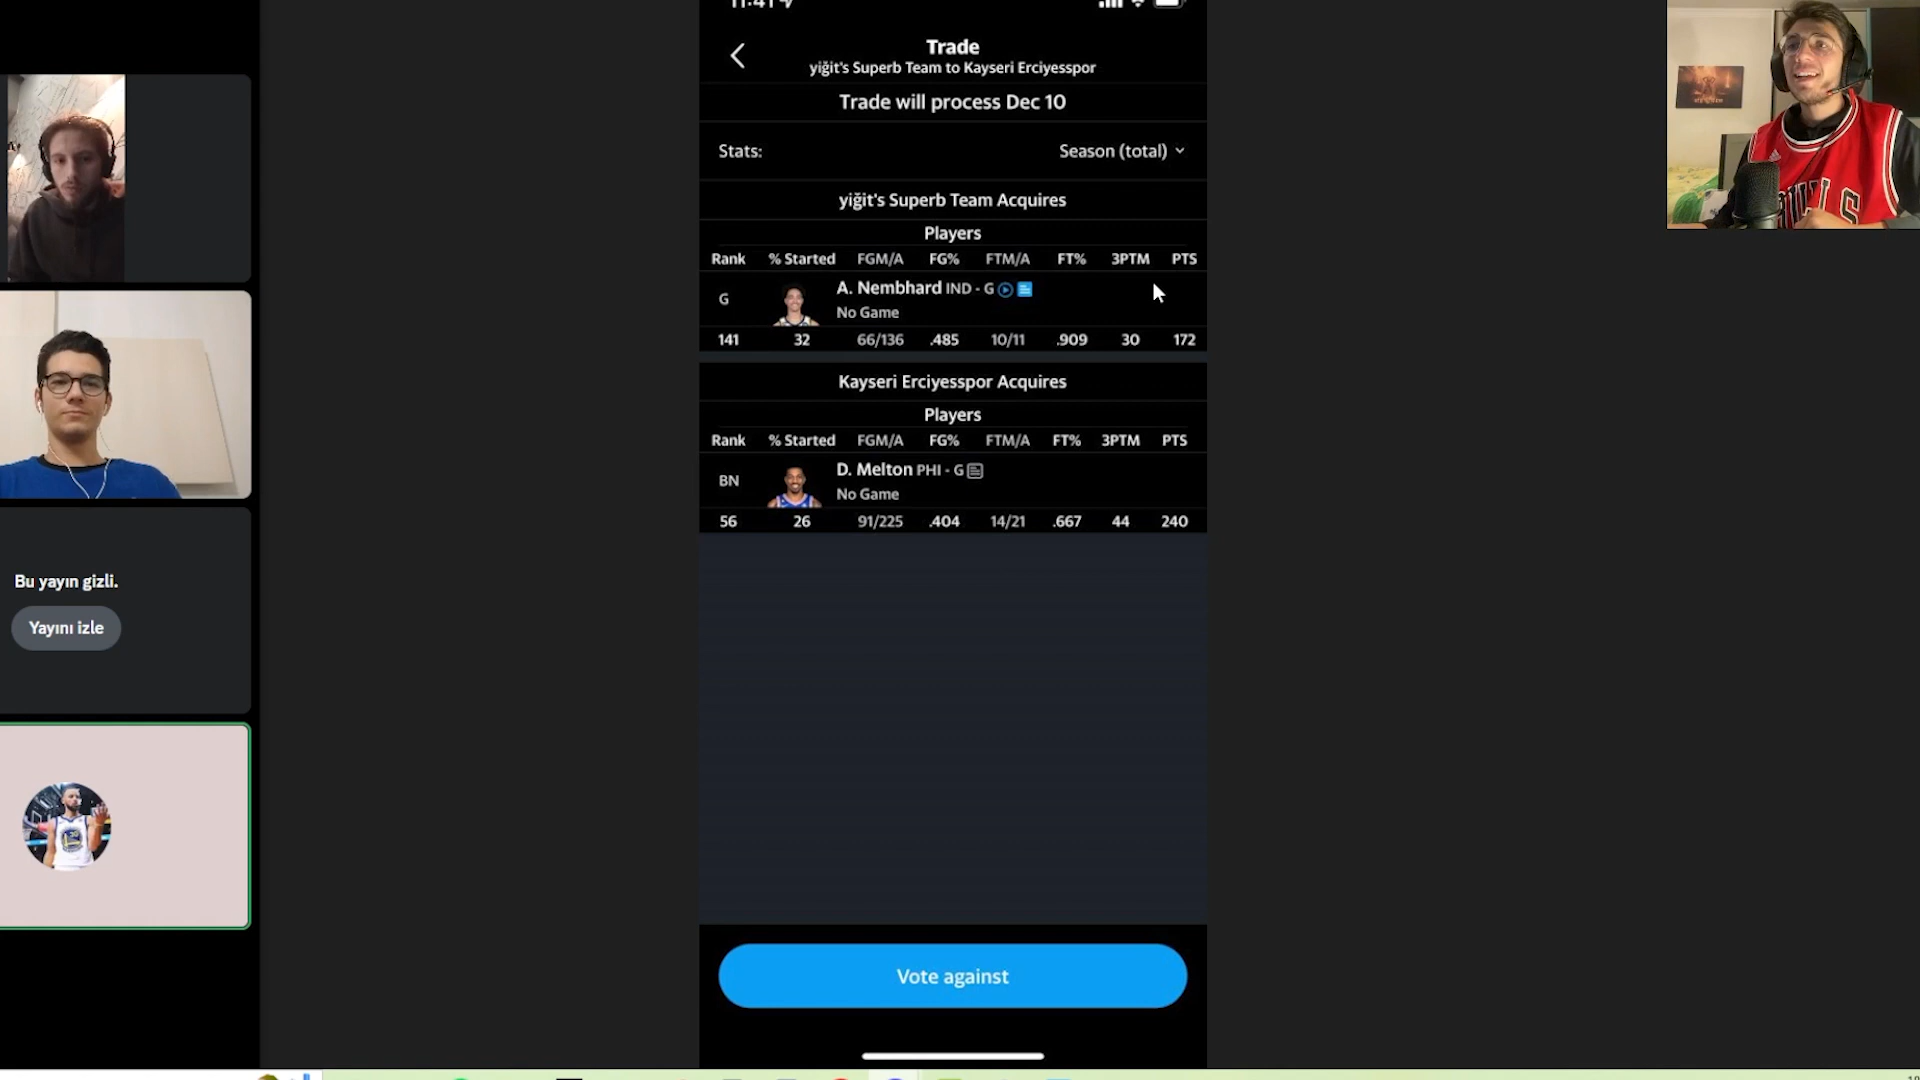 11:41
Trade
yiğit's Superb Team to Kayseri Erciyesspor
Trade will process Dec 10
Stats: Season (total)
yiğit's Superb Team Acquires
Players
Rank % Started FGM/A FG% FTM/A FT% 3PTM PTS
G A. Nembhard IND - G
No Game
141 32 66/136 .485 10/11 .909 30 172
Kayseri Erciyesspor Acquires
Players
Rank % Started FGM/A FG% FTM/A FT% 3PTM PTS
BN D. Melton PHI - G
No Game
56 26 91/225 .404 14/21 .667 44 240
Vote against
Bu yayın gizli.
Yayını izle